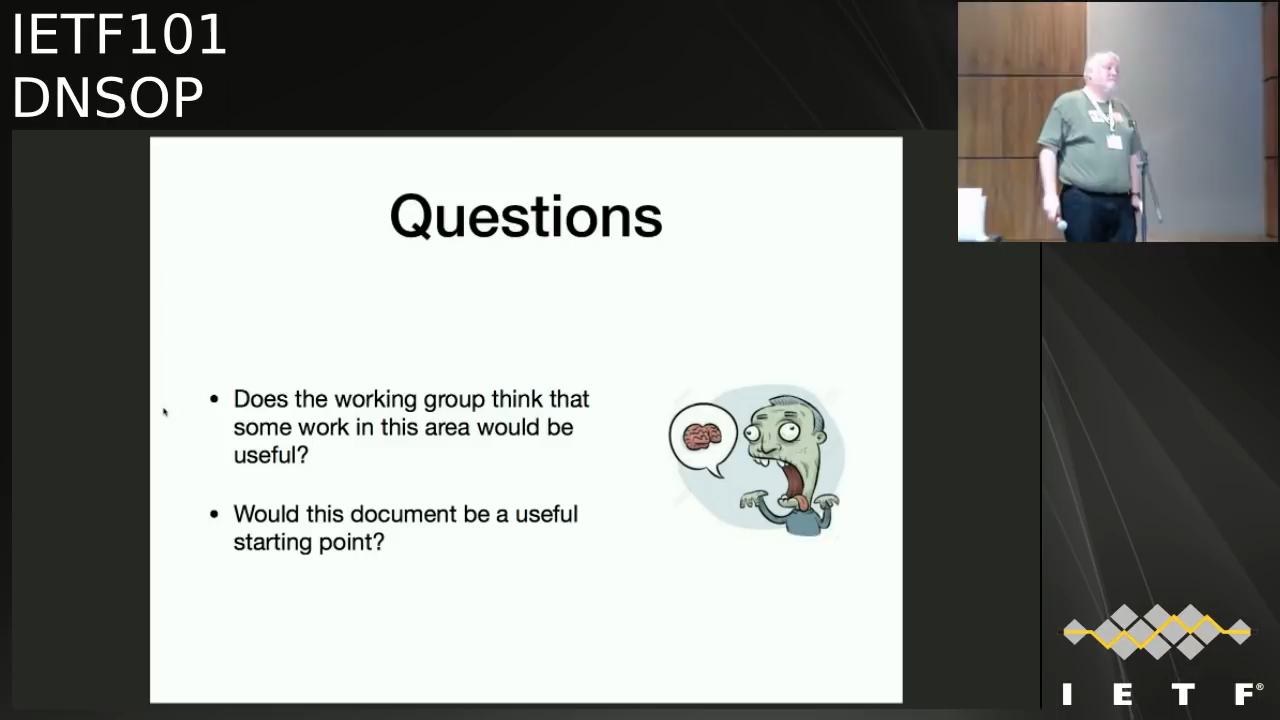 IETF101
DNSOP
Questions
• Does the working group think that
some work in this area would be
useful?
• Would this document be a useful
starting point?
I E T F®